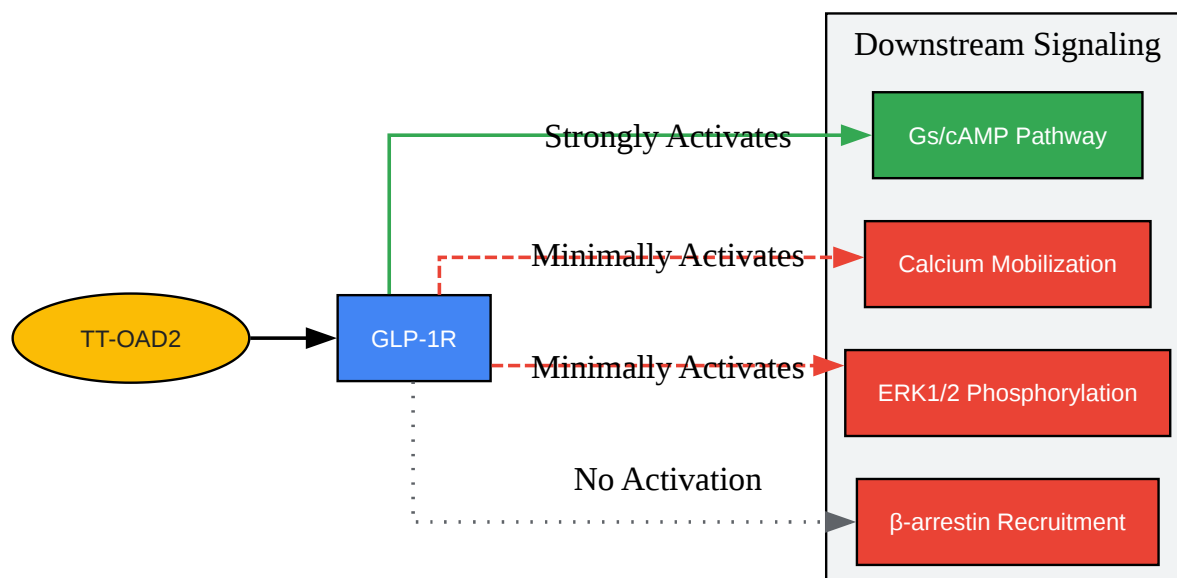 Downstream Signaling
Strongly Activates
Gs/cAMP Pathway
Minimally Activates
Calcium Mobilization
TT-OAD2
GLP-1R
Minimally Activates
ERK1/2 Phosphorylation
No Activation
β-arrestin Recruitment